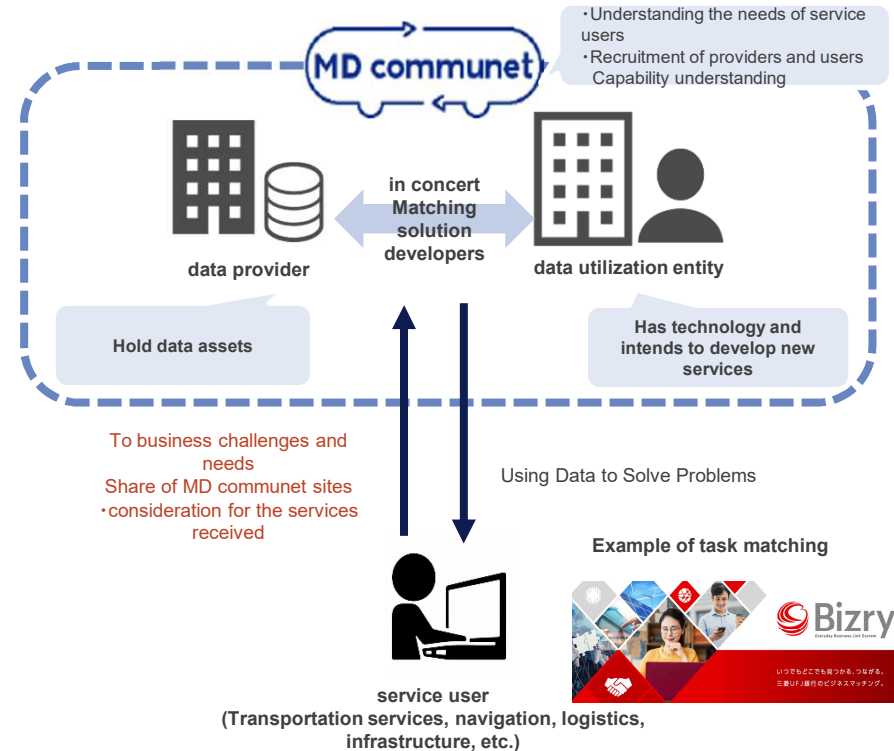 MD communet
・Understanding the needs of service
users
・Recruitment of providers and users
Capability understanding
in concert
Matching
solution
developers
data provider
data utilization entity
Hold data assets
Has technology and
intends to develop new
services
To business challenges and
needs
Share of MD communet sites
・consideration for the services
received
Using Data to Solve Problems
Example of task matching
Bizry
Everyday Business Link System
いつでもどこでも見つかる、つながる。
三菱UFJ銀行のビジネスマッチング。
service user
(Transportation services, navigation, logistics,
infrastructure, etc.)